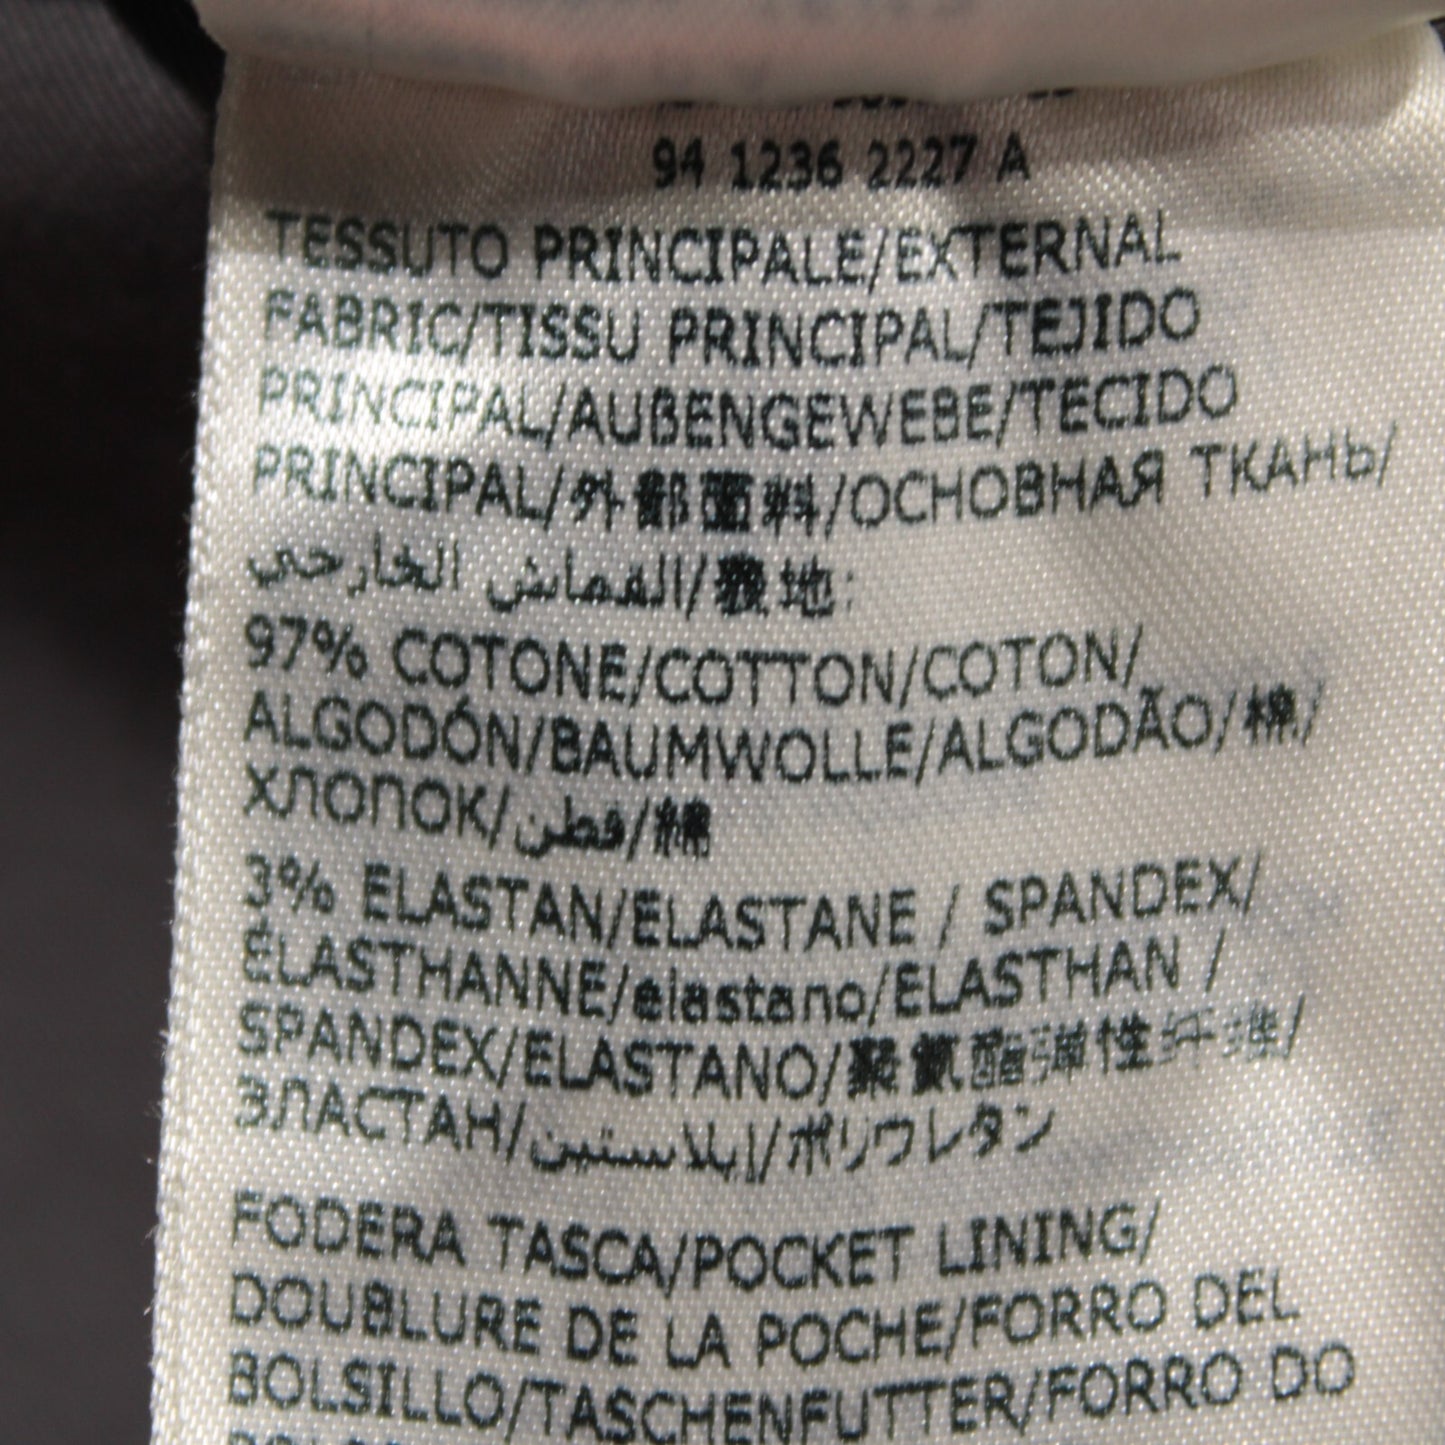 94 1236 2227 A
TESSUTO PRINCIPALE/EXTERNAL
FABRIC/TISSU PRINCIPAL/TEJIDO
PRINCIPAL/AUßENGEWEBE/TECIDO
PRINCIPAL/外部面料/ОСНОВНАЯ ТКАНЬ/
القماش الخارجي/表地:
97% COTONE/COTTON/COTON/
ALGODÓN/BAUMWOLLE/ALGODÃO/棉/
ХЛОПОК/قطن/綿
3% ELASTAN/ELASTANE / SPANDEX/
ÉLASTHANNE/elastano/ELASTHAN /
SPANDEX/ELASTANO/聚氨酯弹性纤维/
ЭЛАСТАН/إيلاستين/ポリウレタン
FODERA TASCA/POCKET LINING/
DOUBLURE DE LA POCHE/FORRO DEL
BOLSILLO/TASCHENFUTTER/FORRO DO